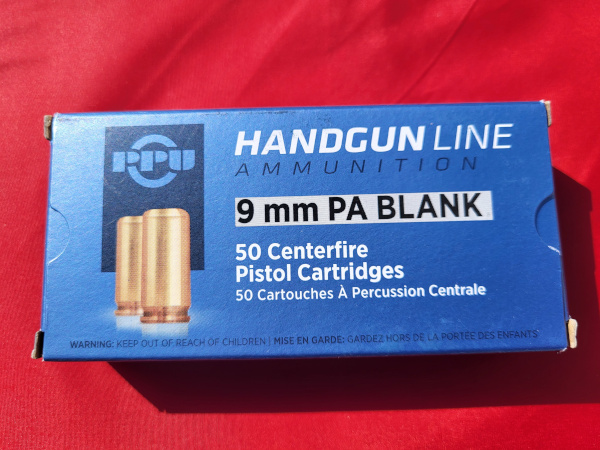 PPU
HANDGUN LINE
AMMUNITION
9 mm PA BLANK
50 Centerfire
Pistol Cartridges
50 Cartouches À Percussion Centrale
WARNING: KEEP OUT OF REACH OF CHILDREN | MISE EN GARDE: GARDEZ HORS DE LA PORTÉE DES ENFANTS